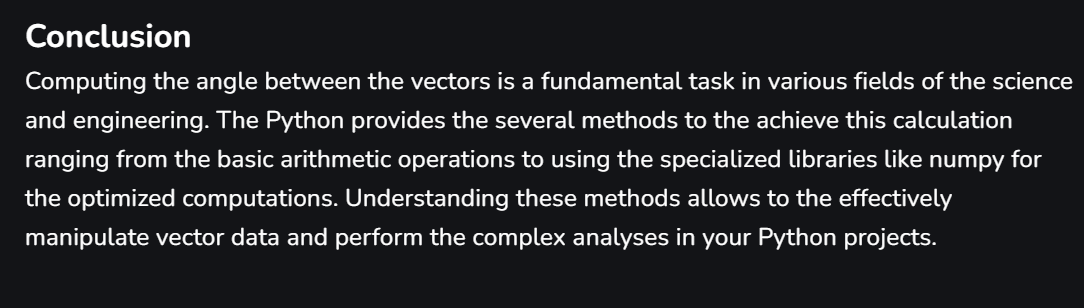 Conclusion
Computing the angle between the vectors is a fundamental task in various fields of the science
and engineering. The Python provides the several methods to the achieve this calculation
ranging from the basic arithmetic operations to using the specialized libraries like numpy for
the optimized computations. Understanding these methods allows to the effectively
manipulate vector data and perform the complex analyses in your Python projects.